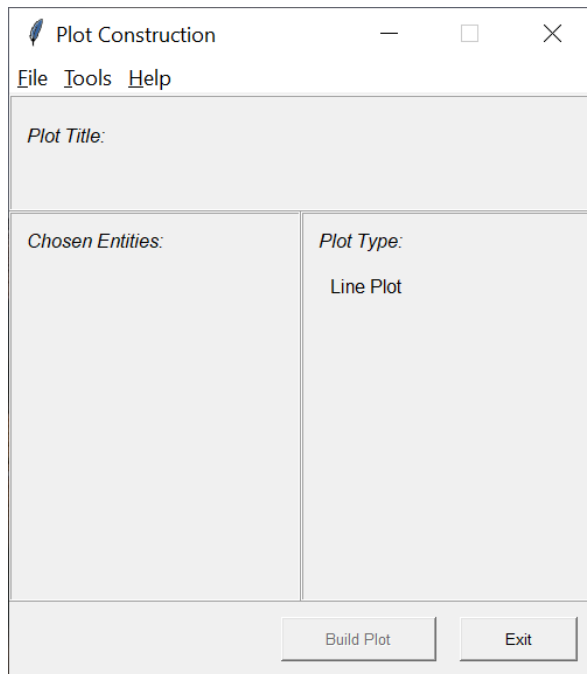 Plot Construction
File Tools Help
Plot Title:
Chosen Entities:
Plot Type:
Line Plot
Build Plot
Exit